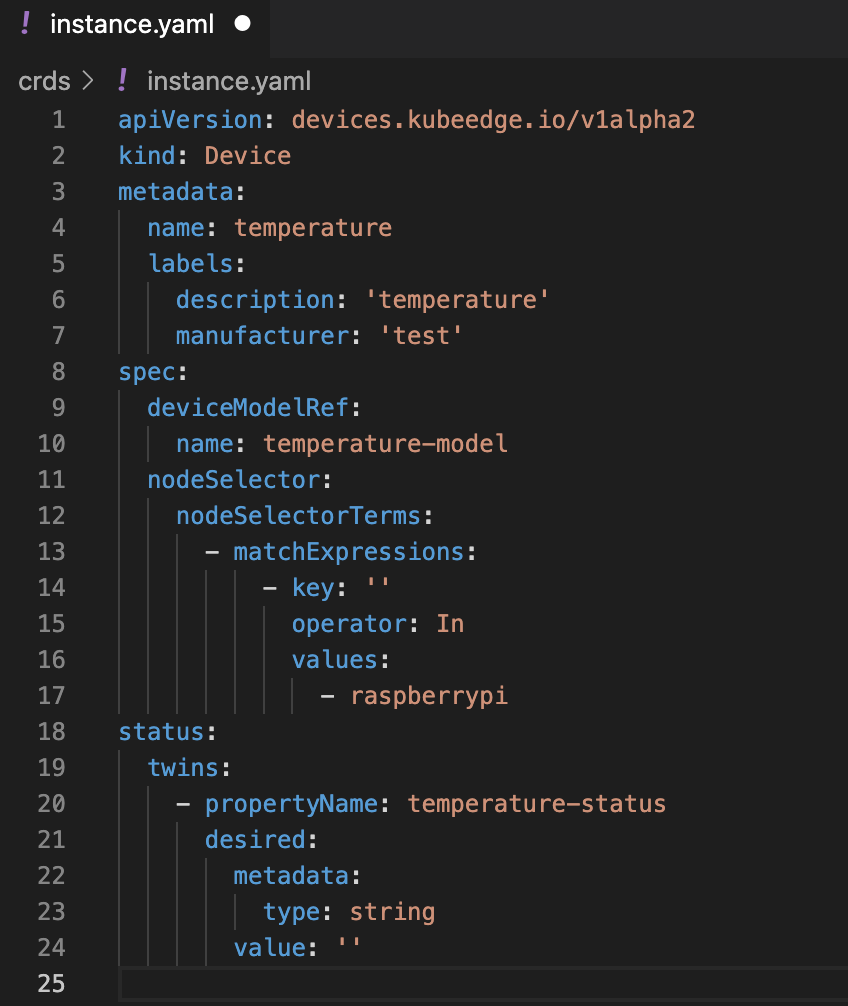 ! instance.yaml ●
crds > ! instance.yaml
1 apiVersion: devices.kubeedge.io/v1alpha2
2 kind: Device
3 metadata:
4   name: temperature
5   labels:
6     description: 'temperature'
7     manufacturer: 'test'
8 spec:
9   deviceModelRef:
10     name: temperature-model
11   nodeSelector:
12     nodeSelectorTerms:
13       - matchExpressions:
14           - key: ''
15             operator: In
16             values:
17               - raspberrypi
18 status:
19   twins:
20     - propertyName: temperature-status
21       desired:
22         metadata:
23           type: string
24         value: ''
25